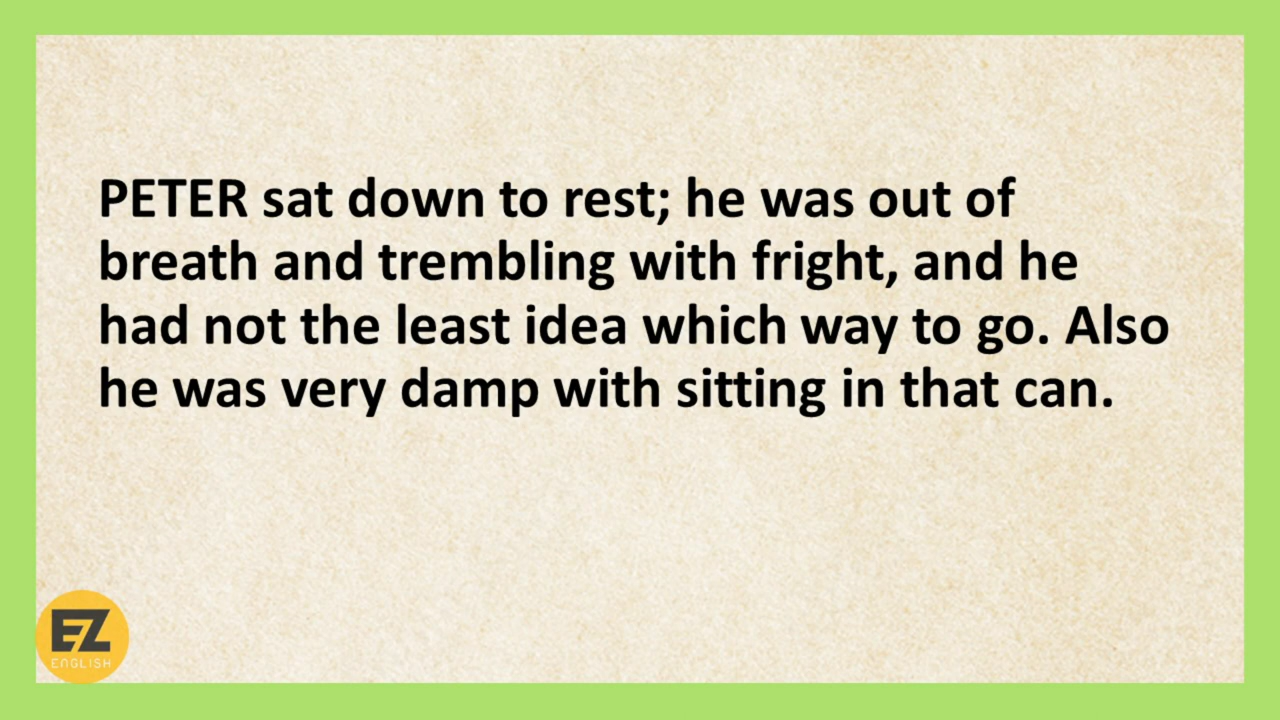 PETER sat down to rest; he was out of
breath and trembling with fright, and he
had not the least idea which way to go. Also
he was very damp with sitting in that can.
EZ
ENGLISH